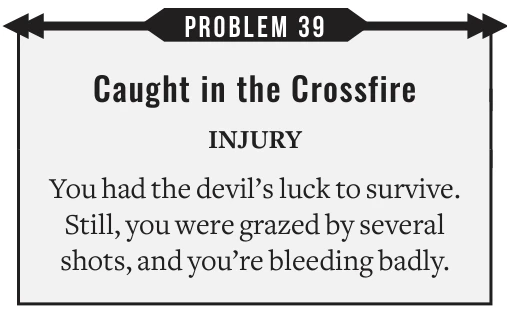 PROBLEM 39
Caught in the Crossfire
INJURY
You had the devil’s luck to survive.
Still, you were grazed by several
shots, and you’re bleeding badly.